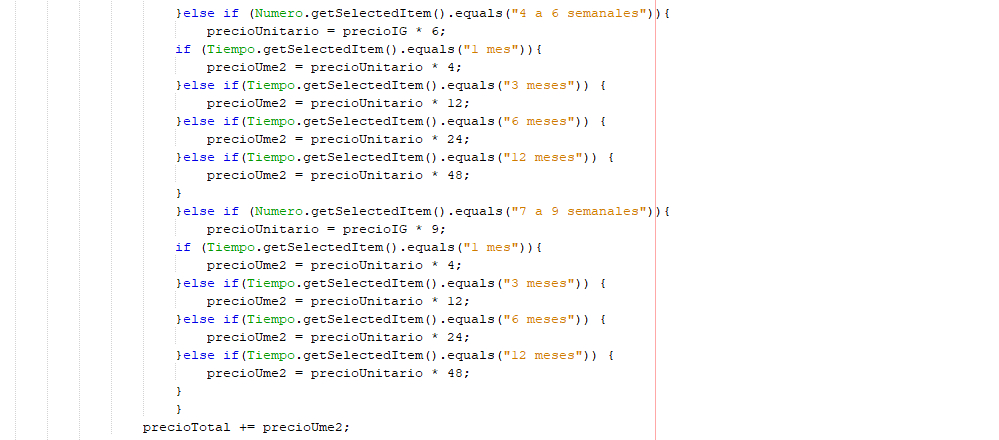 }else if (Numero.getSelectedItem().equals("4 a 6 semanales")){
precioUnitario = precioIG * 6;
if (Tiempo.getSelectedItem().equals("1 mes")){
precioUme2 = precioUnitario * 4;
}else if(Tiempo.getSelectedItem().equals("3 meses")) {
precioUme2 = precioUnitario * 12;
}else if(Tiempo.getSelectedItem().equals("6 meses")) {
precioUme2 = precioUnitario * 24;
}else if(Tiempo.getSelectedItem().equals("12 meses")) {
precioUme2 = precioUnitario * 48;
}
}else if (Numero.getSelectedItem().equals("7 a 9 semanales")){
precioUnitario = precioIG * 9;
if (Tiempo.getSelectedItem().equals("1 mes")){
precioUme2 = precioUnitario * 4;
}else if(Tiempo.getSelectedItem().equals("3 meses")) {
precioUme2 = precioUnitario * 12;
}else if(Tiempo.getSelectedItem().equals("6 meses")) {
precioUme2 = precioUnitario * 24;
}else if(Tiempo.getSelectedItem().equals("12 meses")) {
precioUme2 = precioUnitario * 48;
}
}
precioTotal += precioUme2;